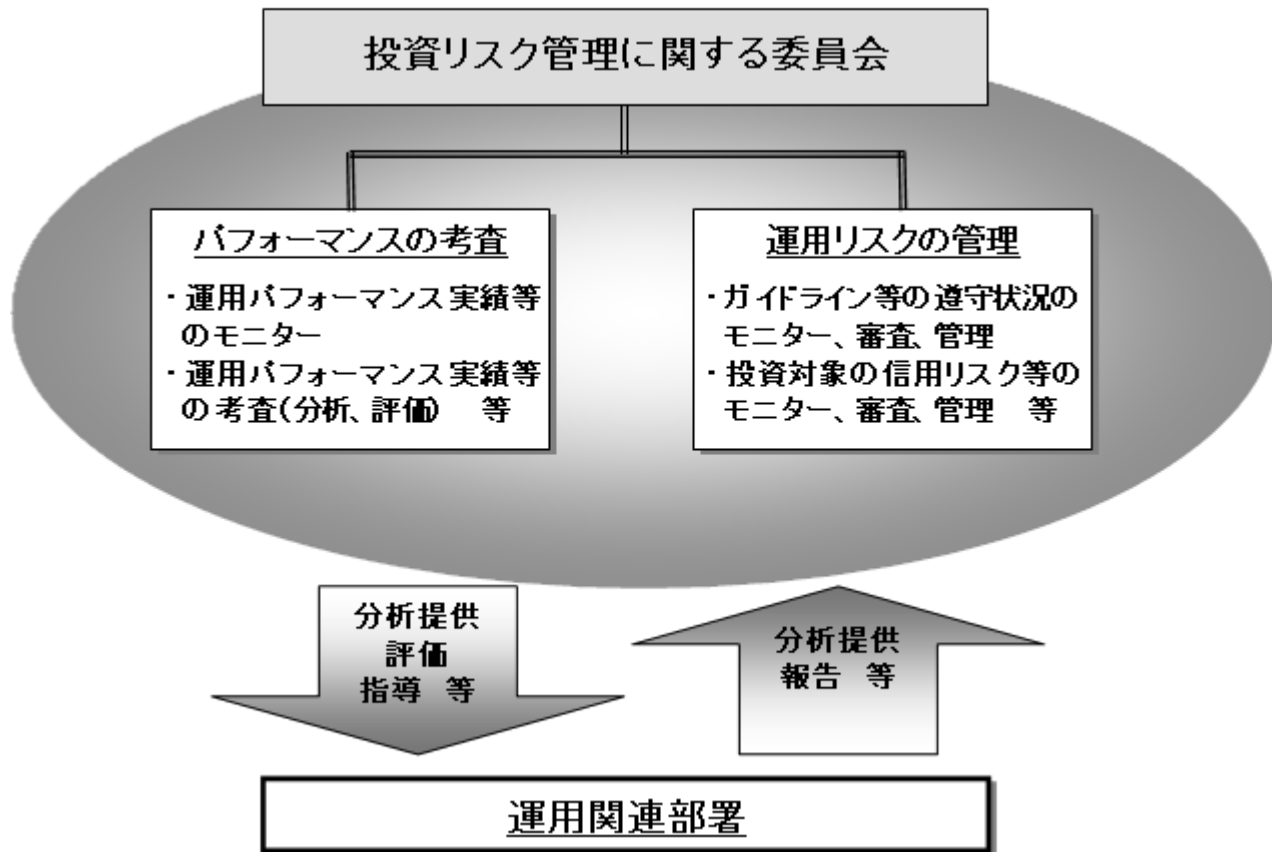 投資リスク管理に関する委員会
パフォーマンスの考査
・運用パフォーマンス実績等
のモニター
・運用パフォーマンス実績等
の考査(分析、評価) 等
運用リスクの管理
・ガイドライン等の遵守状況の
モニター、審査、管理
・投資対象の信用リスク等の
モニター、審査、管理 等
分析提供
評価
指導 等
分析提供
報告 等
運用関連部署